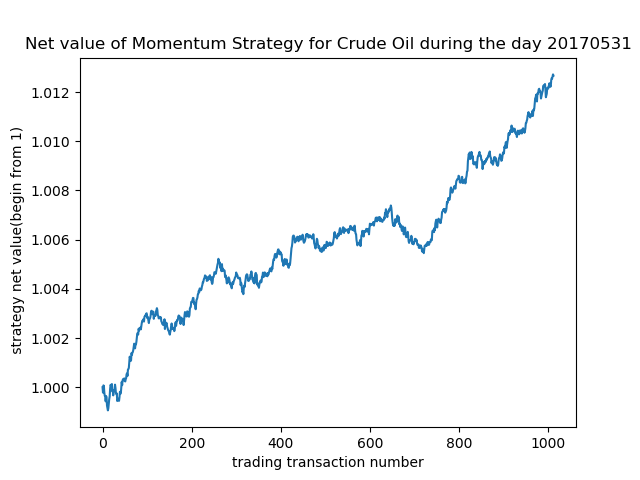 Net value of Momentum Strategy for Crude Oil during the day 20170531
1.012
1.010
1.008
1.006
1.004
1.002
1.000
strategy net value(begin from 1)
0 200 400 600 800 1000
trading transaction number